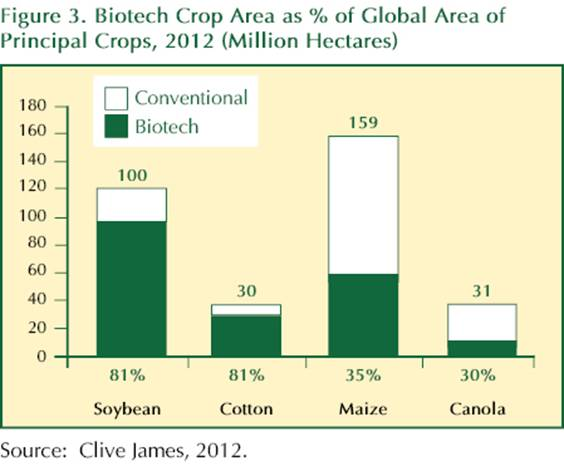 Figure 3. Biotech Crop Area as % of Global Area of
Principal Crops, 2012 (Million Hectares)
Conventional
Biotech
180
160
140
120
100
80
60
40
20
0
100
30
159
31
81%
81%
35%
30%
Soybean
Cotton
Maize
Canola
Source: Clive James, 2012.